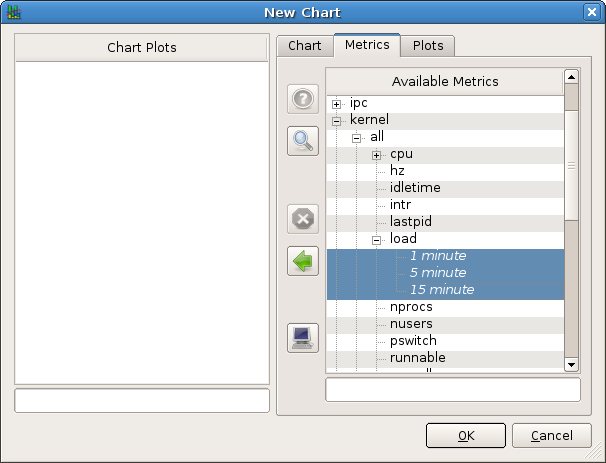 New Chart
Chart Plots
Chart
Metrics
Plots
Available Metrics
ipc
kernel
all
cpu
hz
idletime
intr
lastpid
load
1 minute
5 minute
15 minute
nprocs
nusers
pswitch
runnable
OK
Cancel